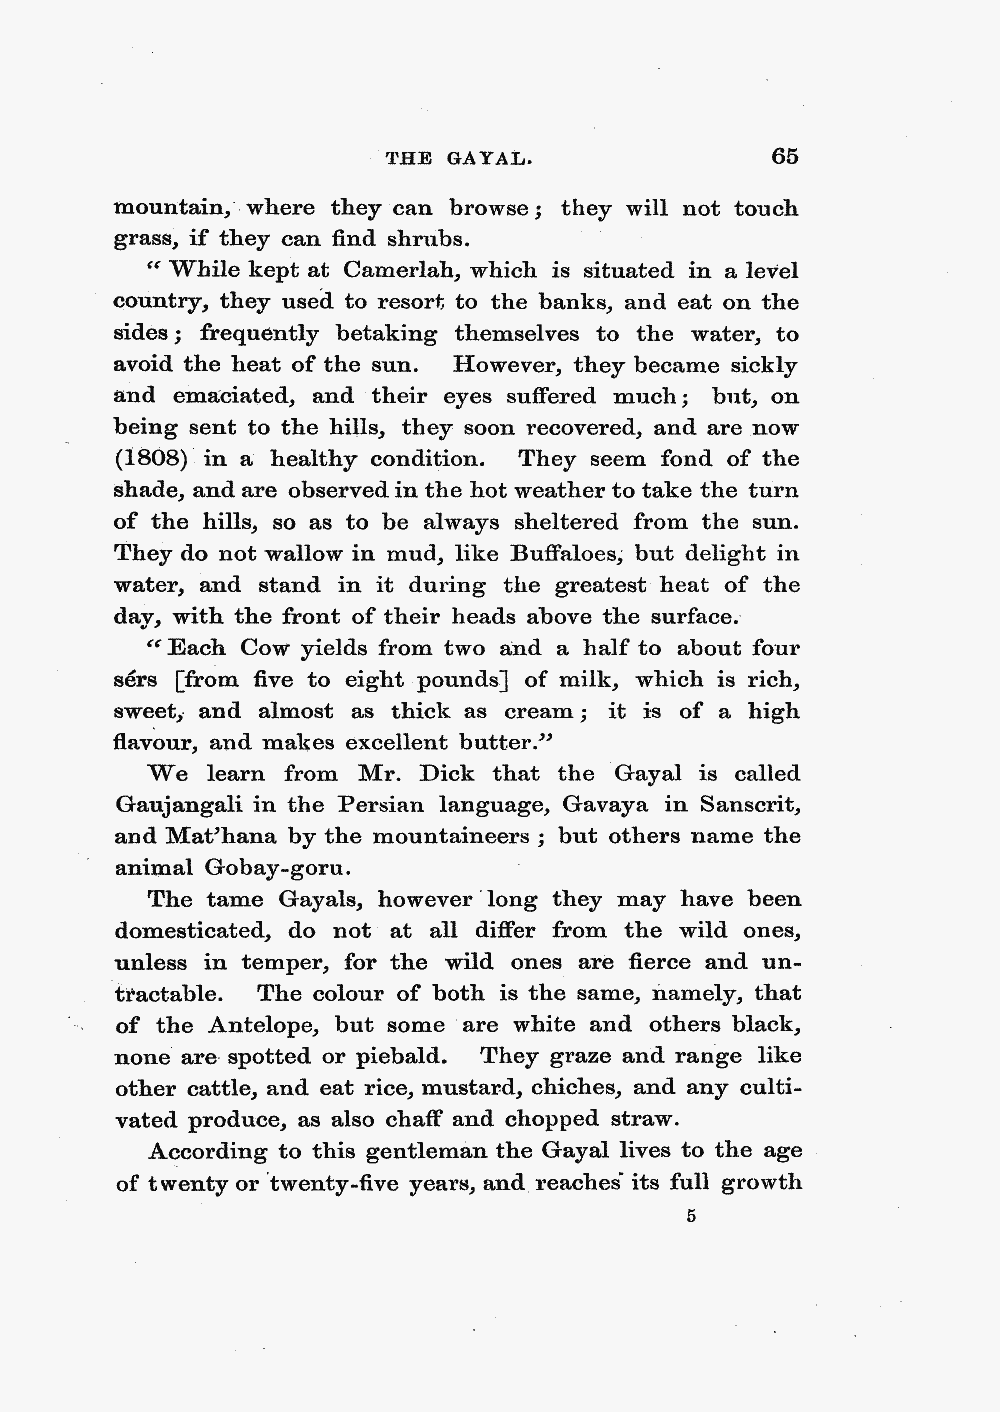 THE GAYAL. 65
mountain, where they can browse; they will not touch
grass, if they can find shrubs.
“ While kept at Camerlah, which is situated in a level
country, they used to resort to the banks, and eat on the
sides; frequently betaking themselves to the water, to
avoid the heat of the sun. However, they became sickly
and emaciated, and their eyes suffered much; but, on
being sent to the hills, they soon recovered, and are now
(1808) in a healthy condition. They seem fond of the
shade, and are observed in the hot weather to take the turn
of the hills, so as to be always sheltered from the sun.
They do not wallow in mud, like Buffaloes, but delight in
water, and stand in it during the greatest heat of the
day, with the front of their heads above the surface.
“ Each Cow yields from two and a half to about four
sérs [from five to eight pounds] of milk, which is rich,
sweet, and almost as thick as cream; it is of a high
flavour, and makes excellent butter.”
We learn from Mr. Dick that the Gayal is called
Gaujangali in the Persian language, Gavaya in Sanscrit,
and Mat’hana by the mountaineers; but others name the
animal Gobay-goru.
The tame Gayals, however long they may have been
domesticated, do not at all differ from the wild ones,
unless in temper, for the wild ones are fierce and un-
tractable. The colour of both is the same, namely, that
of the Antelope, but some are white and others black,
none are spotted or piebald. They graze and range like
other cattle, and eat rice, mustard, chiches, and any culti-
vated produce, as also chaff and chopped straw.
According to this gentleman the Gayal lives to the age
of twenty or twenty-five years, and reaches its full growth
5